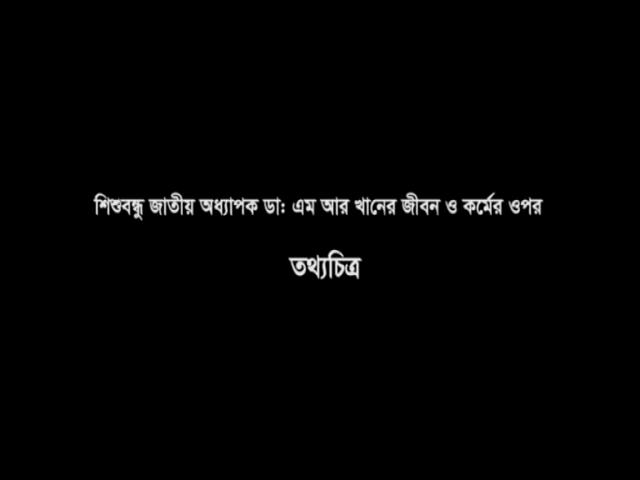 শিশুবন্ধু জাতীয় অধ্যাপক ডা: এম আর খানের জীবন ও কর্মের ওপর
তথ্যচিত্র